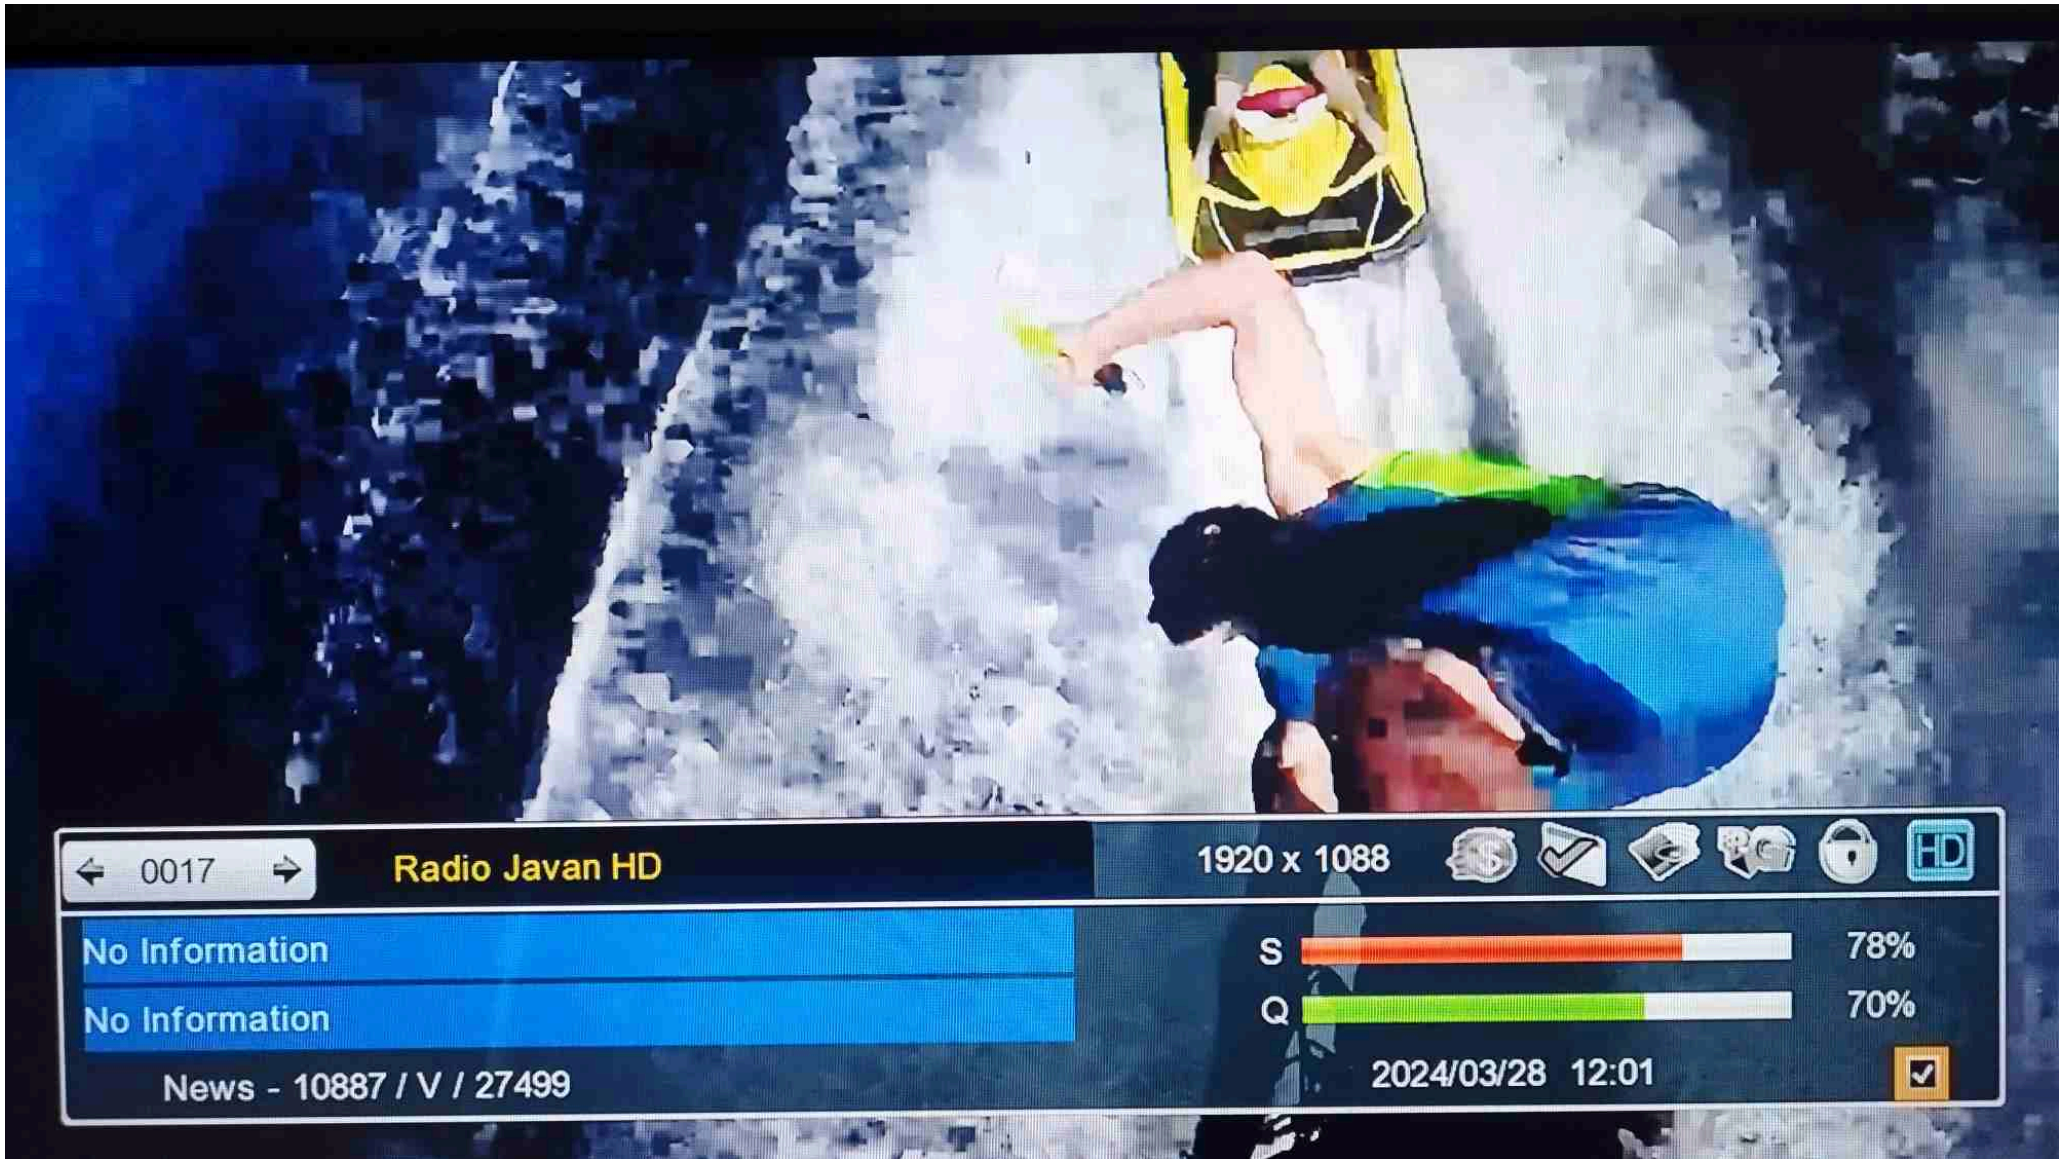 0017
Radio Javan HD
1920 x 1088
$
HD
No Information
S
78%
No Information
Q
70%
News - 10887 / V / 27499
2024/03/28 12:01